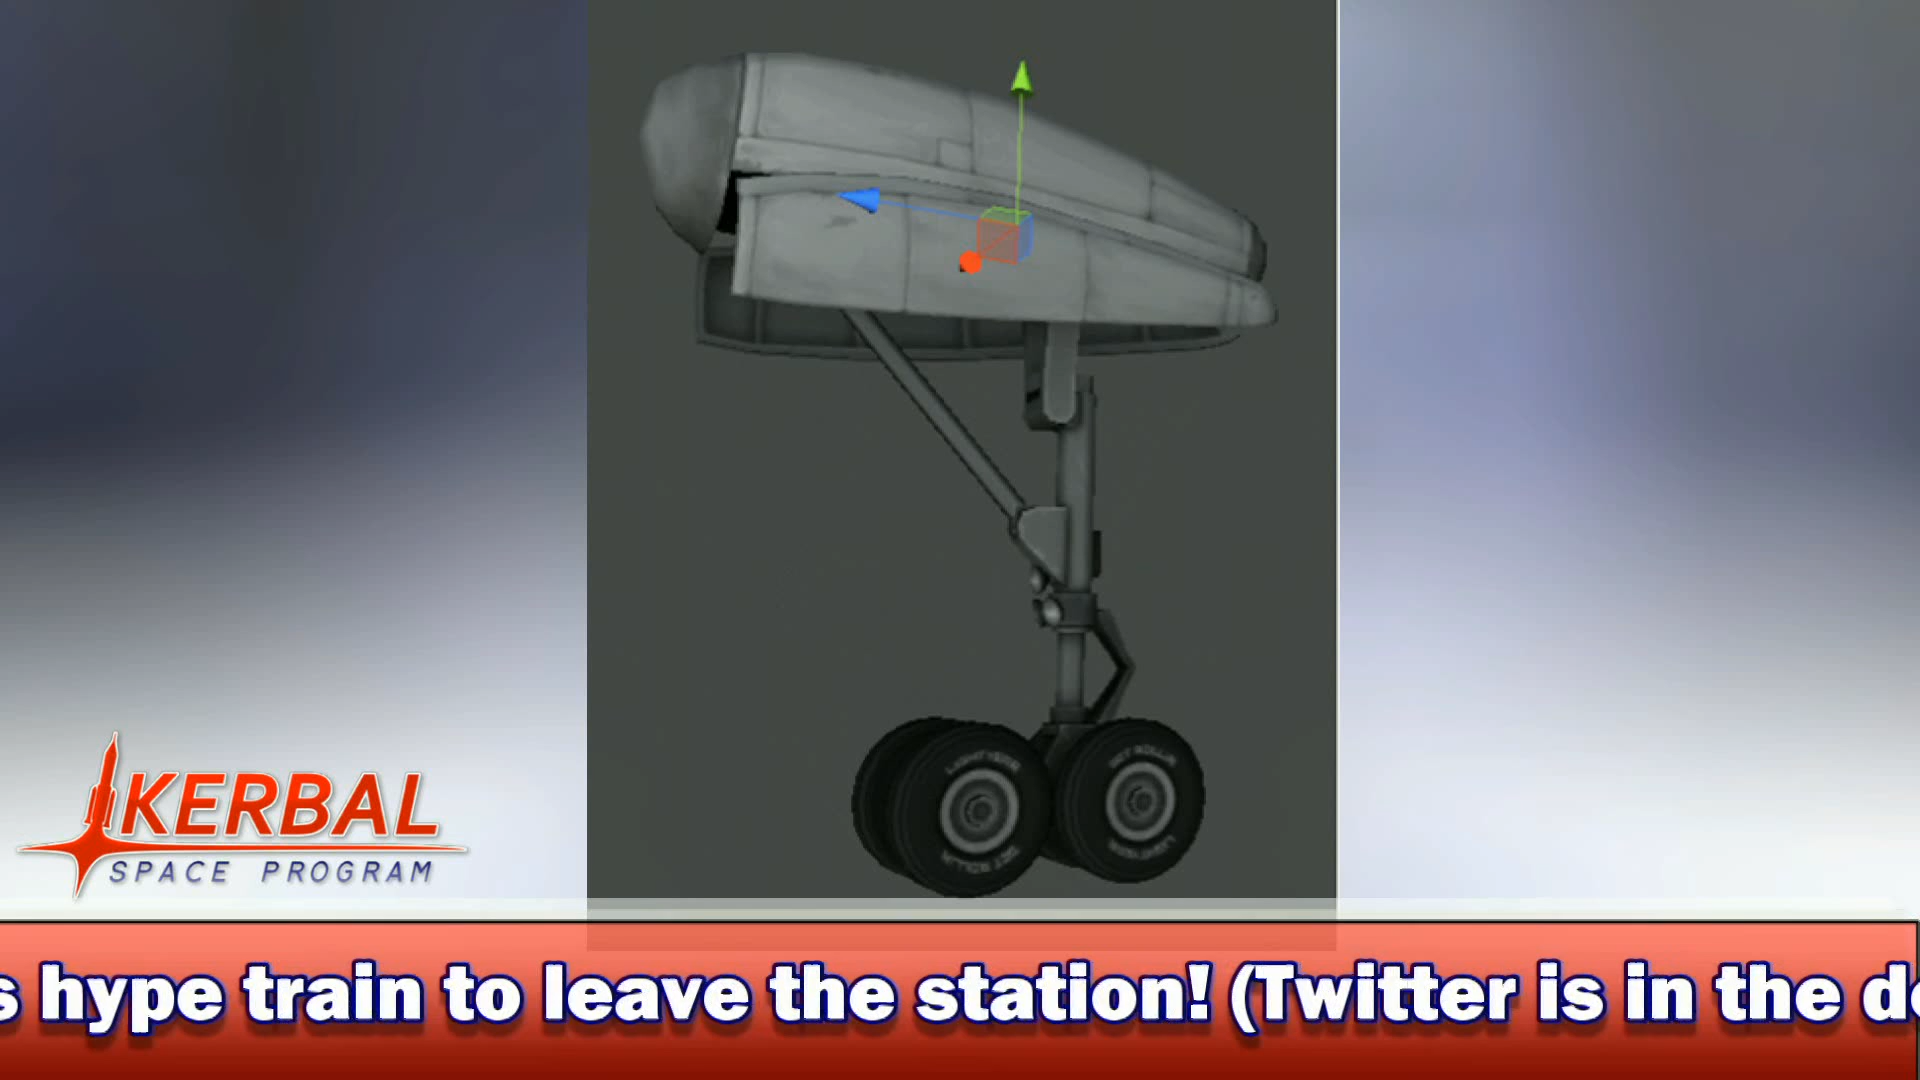 KERBAL
SPACE PROGRAM
s hype train to leave the station! (Twitter is in the d